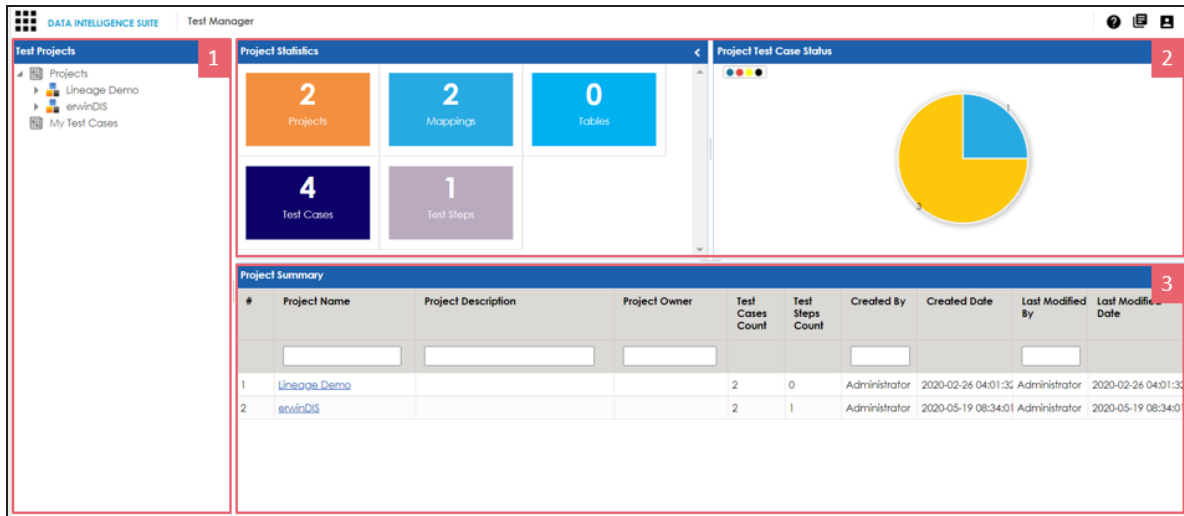 DATA INTELLIGENCE SUITE Test Manager
Test Projects 1
Projects
Lineage Demo
erwinDIS
My Test Cases
Project Statistics
2
Projects
2
Mappings
0
Tables
4
Test Cases
1
Test Steps
Project Test Case Status 2
1
3
Project Summary 3
# Project Name Project Description Project Owner Test Cases Count Test Steps Count Created By Created Date Last Modified By Last Modified Date
1 Lineage Demo 2 0 Administrator 2020-02-26 04:01:32 Administrator 2020-02-26 04:01:32
2 erwinDIS 2 1 Administrator 2020-05-19 08:34:01 Administrator 2020-05-19 08:34:01